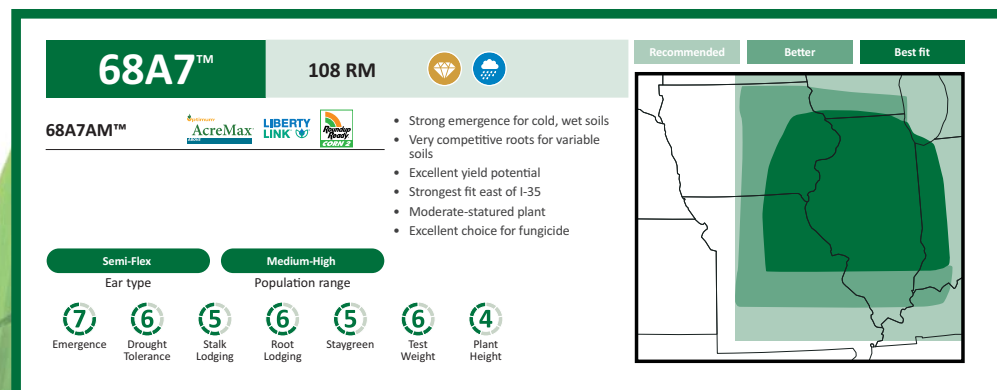 68A7™
108 RM
Recommended
Better
Best fit
68A7AM™
Optimum
AcreMax
LIBERTY
LINK
Roundup
Ready
CORN 2
• Strong emergence for cold, wet soils
• Very competitive roots for variable
soils
• Excellent yield potential
• Strongest fit east of I-35
• Moderate-statured plant
• Excellent choice for fungicide
Semi-Flex
Medium-High
Ear type
Population range
7
6
5
6
5
6
4
Emergence
Drought
Tolerance
Stalk
Lodging
Root
Lodging
Staygreen
Test
Weight
Plant
Height